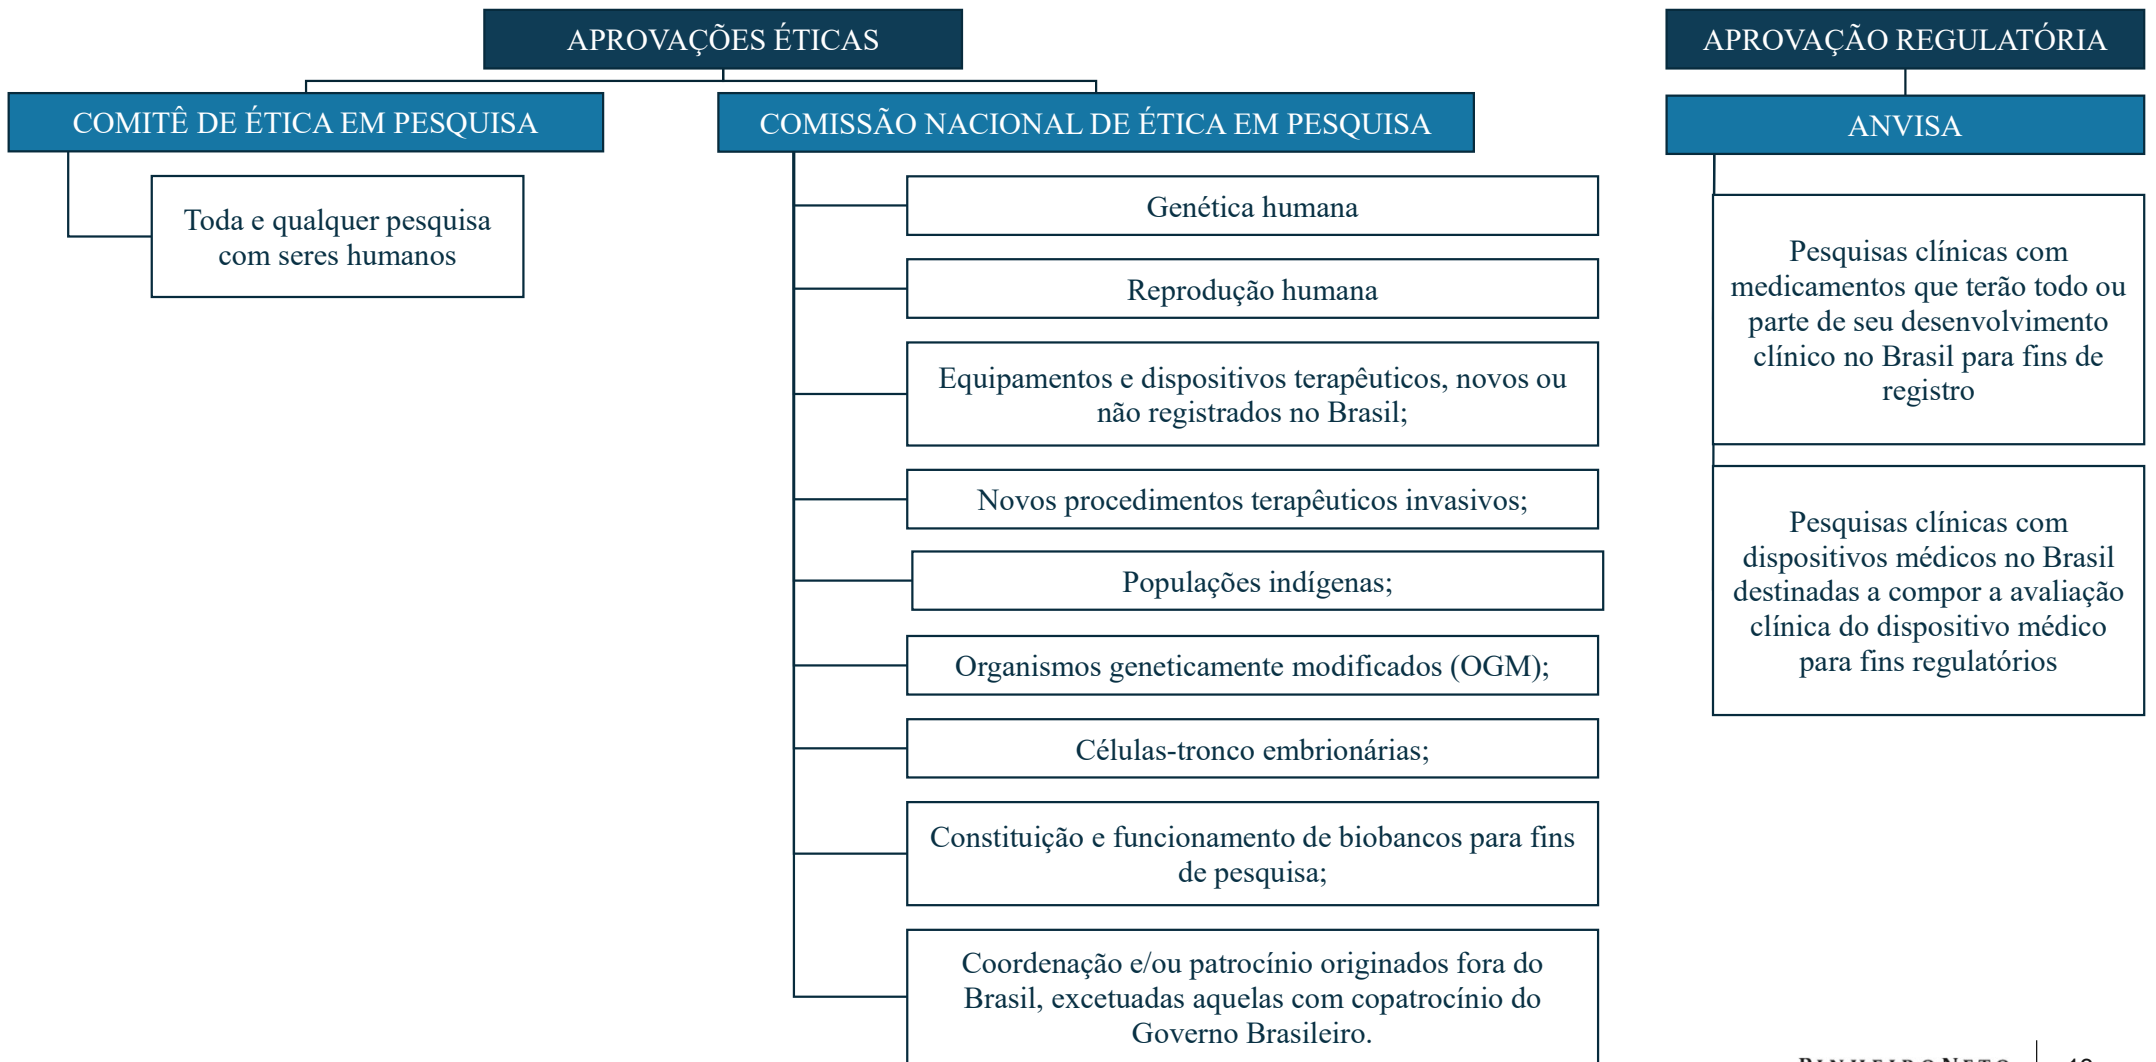 APROVAÇÕES ÉTICAS
COMITÊ DE ÉTICA EM PESQUISA
Toda e qualquer pesquisa
com seres humanos
COMISSÃO NACIONAL DE ÉTICA EM PESQUISA
Genética humana
Reprodução humana
Equipamentos e dispositivos terapêuticos, novos ou
não registrados no Brasil;
Novos procedimentos terapêuticos invasivos;
Populações indígenas;
Organismos geneticamente modificados (OGM);
Células-tronco embrionárias;
Constituição e funcionamento de biobancos para fins
de pesquisa;
Coordenação e/ou patrocínio originados fora do
Brasil, excetuadas aquelas com copatrocínio do
Governo Brasileiro.
APROVAÇÃO REGULATÓRIA
ANVISA
Pesquisas clínicas com
medicamentos que terão todo ou
parte de seu desenvolvimento
clínico no Brasil para fins de
registro
Pesquisas clínicas com
dispositivos médicos no Brasil
destinadas a compor a avaliação
clínica do dispositivo médico
para fins regulatórios
PINHEIRO NETO